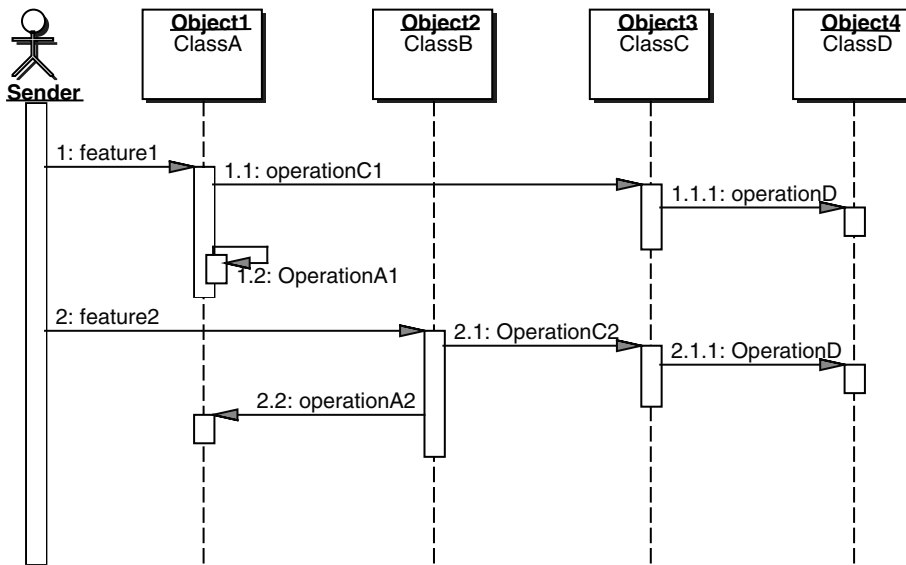 Object1
ClassA
Object2
ClassB
Object3
ClassC
Object4
ClassD
Sender
1: feature1
1.1: operationC1
1.1.1: operationD
1.2: OperationA1
2: feature2
2.1: OperationC2
2.1.1: OperationD
2.2: operationA2